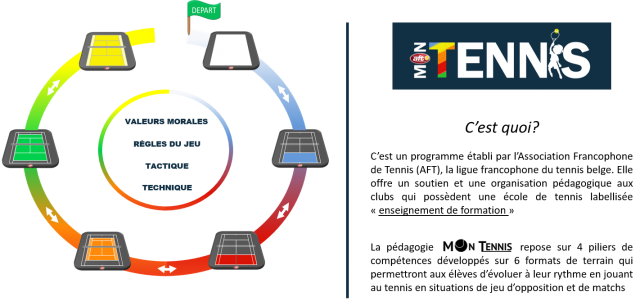 DEPART
VALEURS MORALES
RÈGLES DU JEU
TACTIQUE
TECHNIQUE
MON
aft
TENNIS
C'est quoi?
C'est un programme établi par l'Association Francophone
de Tennis (AFT), la ligue francophone du tennis belge. Elle
offre un soutien et une organisation pédagogique aux
clubs qui possèdent une école de tennis labellisée
« enseignement de formation »
La pédagogie MON TENNIS repose sur 4 piliers de
compétences développés sur 6 formats de terrain qui
permettront aux élèves d'évoluer à leur rythme en jouant
au tennis en situations de jeu d'opposition et de matchs